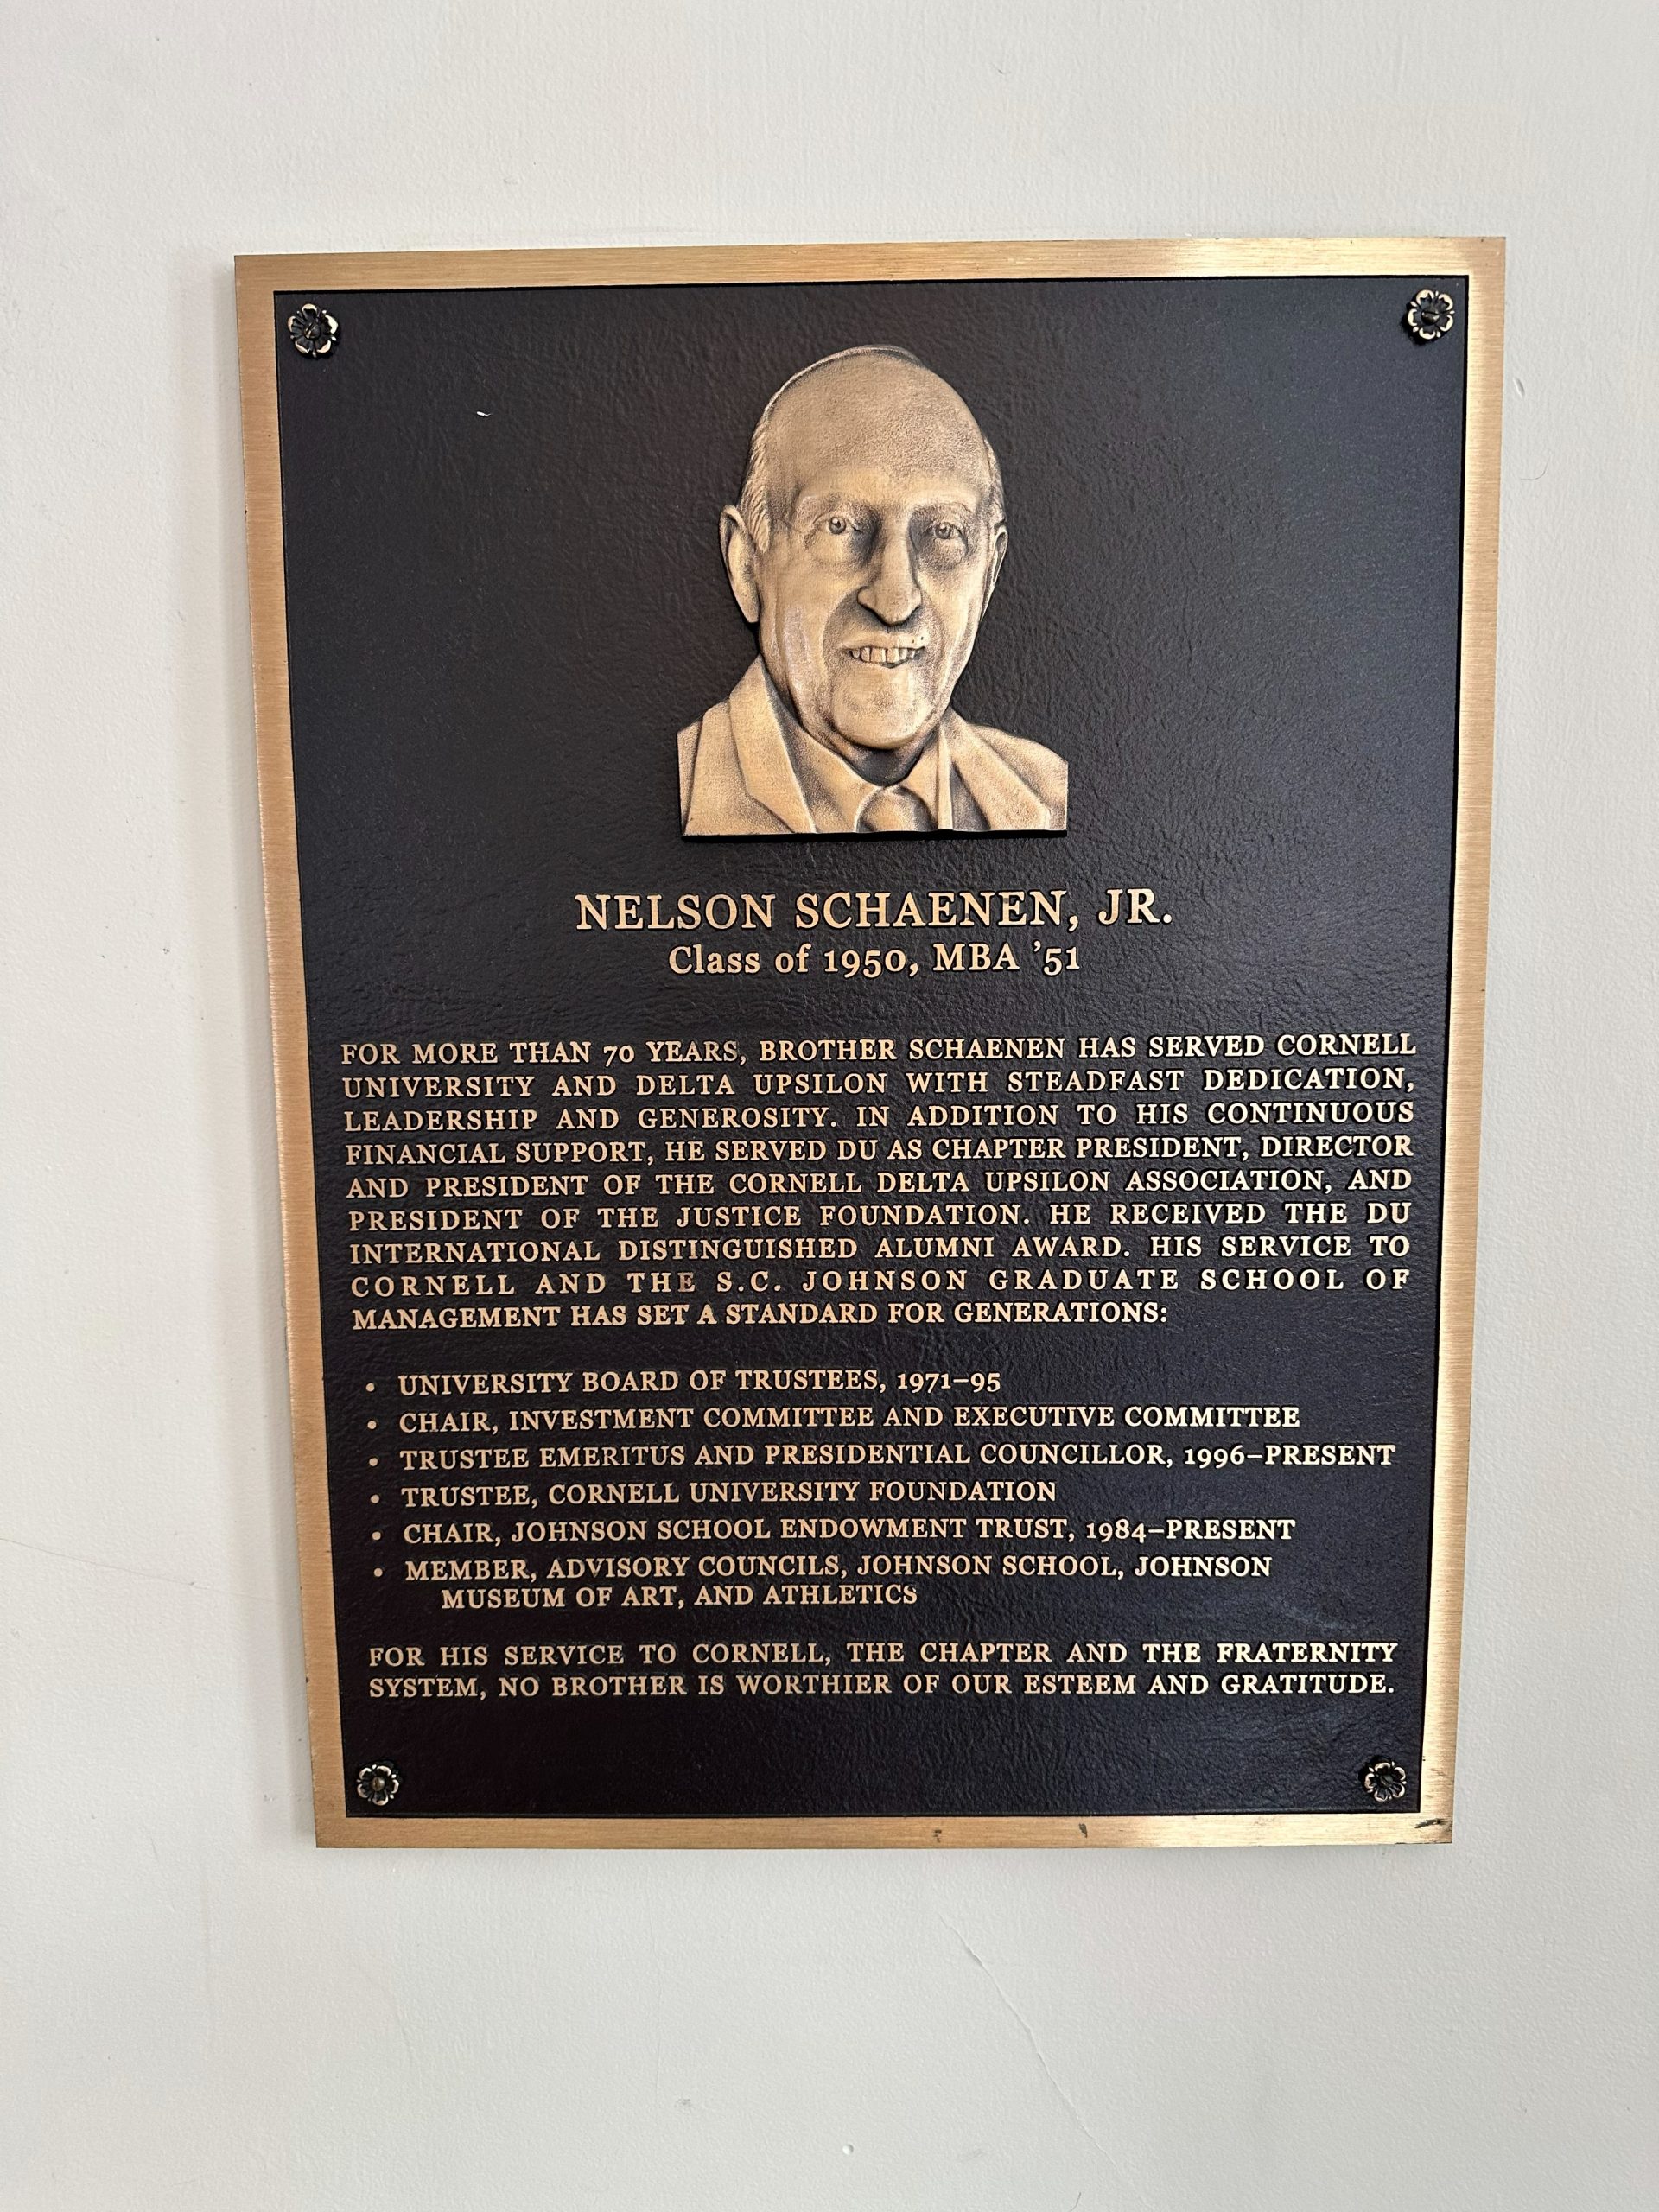 NELSON SCHAENEN, JR.
Class of 1950, MBA ’51
FOR MORE THAN 70 YEARS, BROTHER SCHAENEN HAS SERVED CORNELL
UNIVERSITY AND DELTA UPSILON WITH STEADFAST DEDICATION,
LEADERSHIP AND GENEROSITY. IN ADDITION TO HIS CONTINUOUS
FINANCIAL SUPPORT, HE SERVED DU AS CHAPTER PRESIDENT, DIRECTOR
AND PRESIDENT OF THE CORNELL DELTA UPSILON ASSOCIATION, AND
PRESIDENT OF THE JUSTICE FOUNDATION. HE RECEIVED THE DU
INTERNATIONAL DISTINGUISHED ALUMNI AWARD. HIS SERVICE TO
CORNELL AND THE S.C. JOHNSON GRADUATE SCHOOL OF
MANAGEMENT HAS SET A STANDARD FOR GENERATIONS:
• UNIVERSITY BOARD OF TRUSTEES, 1971–95
• CHAIR, INVESTMENT COMMITTEE AND EXECUTIVE COMMITTEE
• TRUSTEE EMERITUS AND PRESIDENTIAL COUNCILLOR, 1996–PRESENT
• TRUSTEE, CORNELL UNIVERSITY FOUNDATION
• CHAIR, JOHNSON SCHOOL ENDOWMENT TRUST, 1984–PRESENT
• MEMBER, ADVISORY COUNCILS, JOHNSON SCHOOL, JOHNSON
MUSEUM OF ART, AND ATHLETICS
FOR HIS SERVICE TO CORNELL, THE CHAPTER AND THE FRATERNITY
SYSTEM, NO BROTHER IS WORTHIER OF OUR ESTEEM AND GRATITUDE.